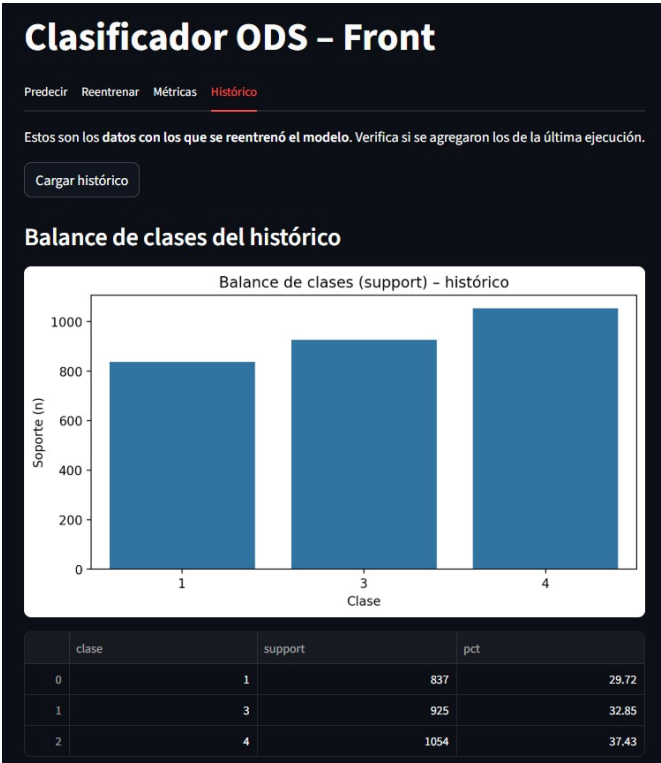 Clasificador ODS – Front
Predecir Reentrenar Métricas Histórico
Estos son los datos con los que se reentrenó el modelo. Verifica si se agregaron los de la última ejecución.
Cargar histórico
Balance de clases del histórico
Balance de clases (support) – histórico
1000
800
600
400
200
0
Soporte (n)
1 3 4
Clase
clase support pct
0 1 837 29.72
1 3 925 32.85
2 4 1054 37.43